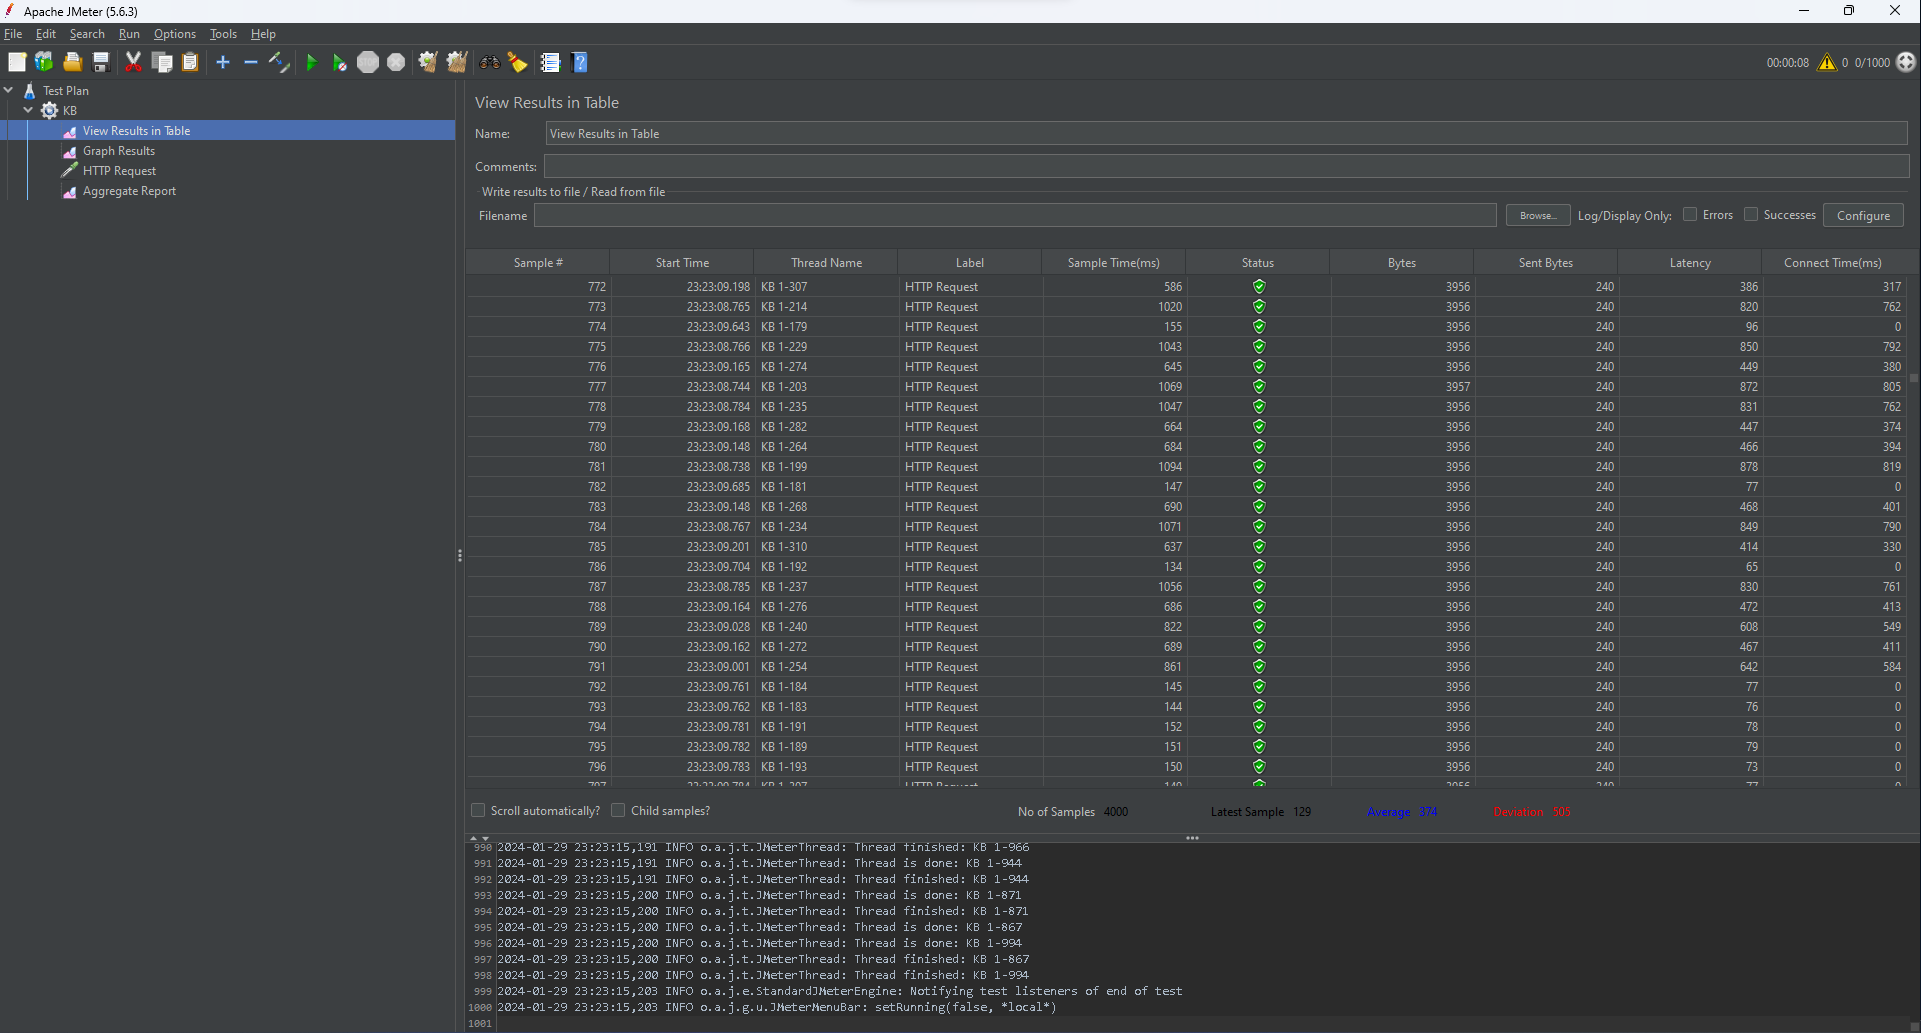 Apache JMeter (5.6.3)
File Edit Search Run Options Tools Help
STOP
00:00:08 0 0/1000
Test Plan
KB
View Results in Table
Graph Results
HTTP Request
Aggregate Report
View Results in Table
Name: View Results in Table
Comments:
Write results to file / Read from file
Filename Browse... Log/Display Only: Errors Successes Configure
Sample # Start Time Thread Name Label Sample Time(ms) Status Bytes Sent Bytes Latency Connect Time(ms)
772 23:23:09.198 KB 1-307 HTTP Request 586 3956 240 386 317
773 23:23:08.765 KB 1-214 HTTP Request 1020 3956 240 820 762
774 23:23:09.643 KB 1-179 HTTP Request 155 3956 240 96 0
775 23:23:08.766 KB 1-229 HTTP Request 1043 3956 240 850 792
776 23:23:09.165 KB 1-274 HTTP Request 645 3956 240 449 380
777 23:23:08.744 KB 1-203 HTTP Request 1069 3957 240 872 805
778 23:23:08.784 KB 1-235 HTTP Request 1047 3956 240 831 762
779 23:23:09.168 KB 1-282 HTTP Request 664 3956 240 447 374
780 23:23:09.148 KB 1-264 HTTP Request 684 3956 240 466 394
781 23:23:08.738 KB 1-199 HTTP Request 1094 3956 240 878 819
782 23:23:09.685 KB 1-181 HTTP Request 147 3956 240 77 0
783 23:23:09.148 KB 1-268 HTTP Request 690 3956 240 468 401
784 23:23:08.767 KB 1-234 HTTP Request 1071 3956 240 849 790
785 23:23:09.201 KB 1-310 HTTP Request 637 3956 240 414 330
786 23:23:09.704 KB 1-192 HTTP Request 134 3956 240 65 0
787 23:23:08.785 KB 1-237 HTTP Request 1056 3956 240 830 761
788 23:23:09.164 KB 1-276 HTTP Request 686 3956 240 472 413
789 23:23:09.028 KB 1-240 HTTP Request 822 3956 240 608 549
790 23:23:09.162 KB 1-272 HTTP Request 689 3956 240 467 411
791 23:23:09.001 KB 1-254 HTTP Request 861 3956 240 642 584
792 23:23:09.761 KB 1-184 HTTP Request 145 3956 240 77 0
793 23:23:09.762 KB 1-183 HTTP Request 144 3956 240 76 0
794 23:23:09.781 KB 1-191 HTTP Request 152 3956 240 78 0
795 23:23:09.782 KB 1-189 HTTP Request 151 3956 240 79 0
796 23:23:09.783 KB 1-193 HTTP Request 150 3956 240 73 0
Scroll automatically? Child samples? No of Samples 4000 Latest Sample 129 Average 374 Deviation 505
990 2024-01-29 23:23:15,191 INFO o.a.j.t.JMeterThread: Thread finished: KB 1-966
991 2024-01-29 23:23:15,191 INFO o.a.j.t.JMeterThread: Thread is done: KB 1-944
992 2024-01-29 23:23:15,191 INFO o.a.j.t.JMeterThread: Thread finished: KB 1-944
993 2024-01-29 23:23:15,200 INFO o.a.j.t.JMeterThread: Thread is done: KB 1-871
994 2024-01-29 23:23:15,200 INFO o.a.j.t.JMeterThread: Thread finished: KB 1-871
995 2024-01-29 23:23:15,200 INFO o.a.j.t.JMeterThread: Thread is done: KB 1-867
996 2024-01-29 23:23:15,200 INFO o.a.j.t.JMeterThread: Thread is done: KB 1-994
997 2024-01-29 23:23:15,200 INFO o.a.j.t.JMeterThread: Thread finished: KB 1-867
998 2024-01-29 23:23:15,200 INFO o.a.j.t.JMeterThread: Thread finished: KB 1-994
999 2024-01-29 23:23:15,203 INFO o.a.j.e.StandardJMeterEngine: Notifying test listeners of end of test
1000 2024-01-29 23:23:15,203 INFO o.a.j.g.u.JMeterMenuBar: setRunning(false, *local*)
1001